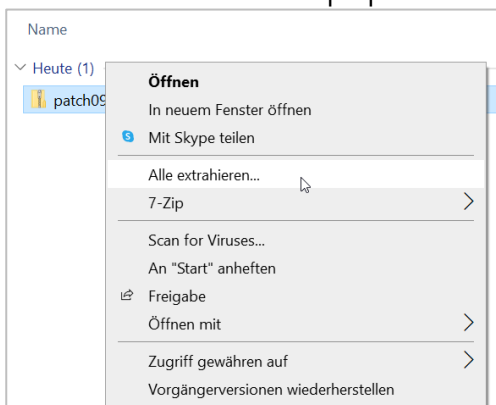 Name
Heute (1)
patch09
Öffnen
In neuem Fenster öffnen
Mit Skype teilen
Alle extrahieren...
7-Zip
Scan for Viruses...
An "Start" anheften
Freigabe
Öffnen mit
Zugriff gewähren auf
Vorgängerversionen wiederherstellen